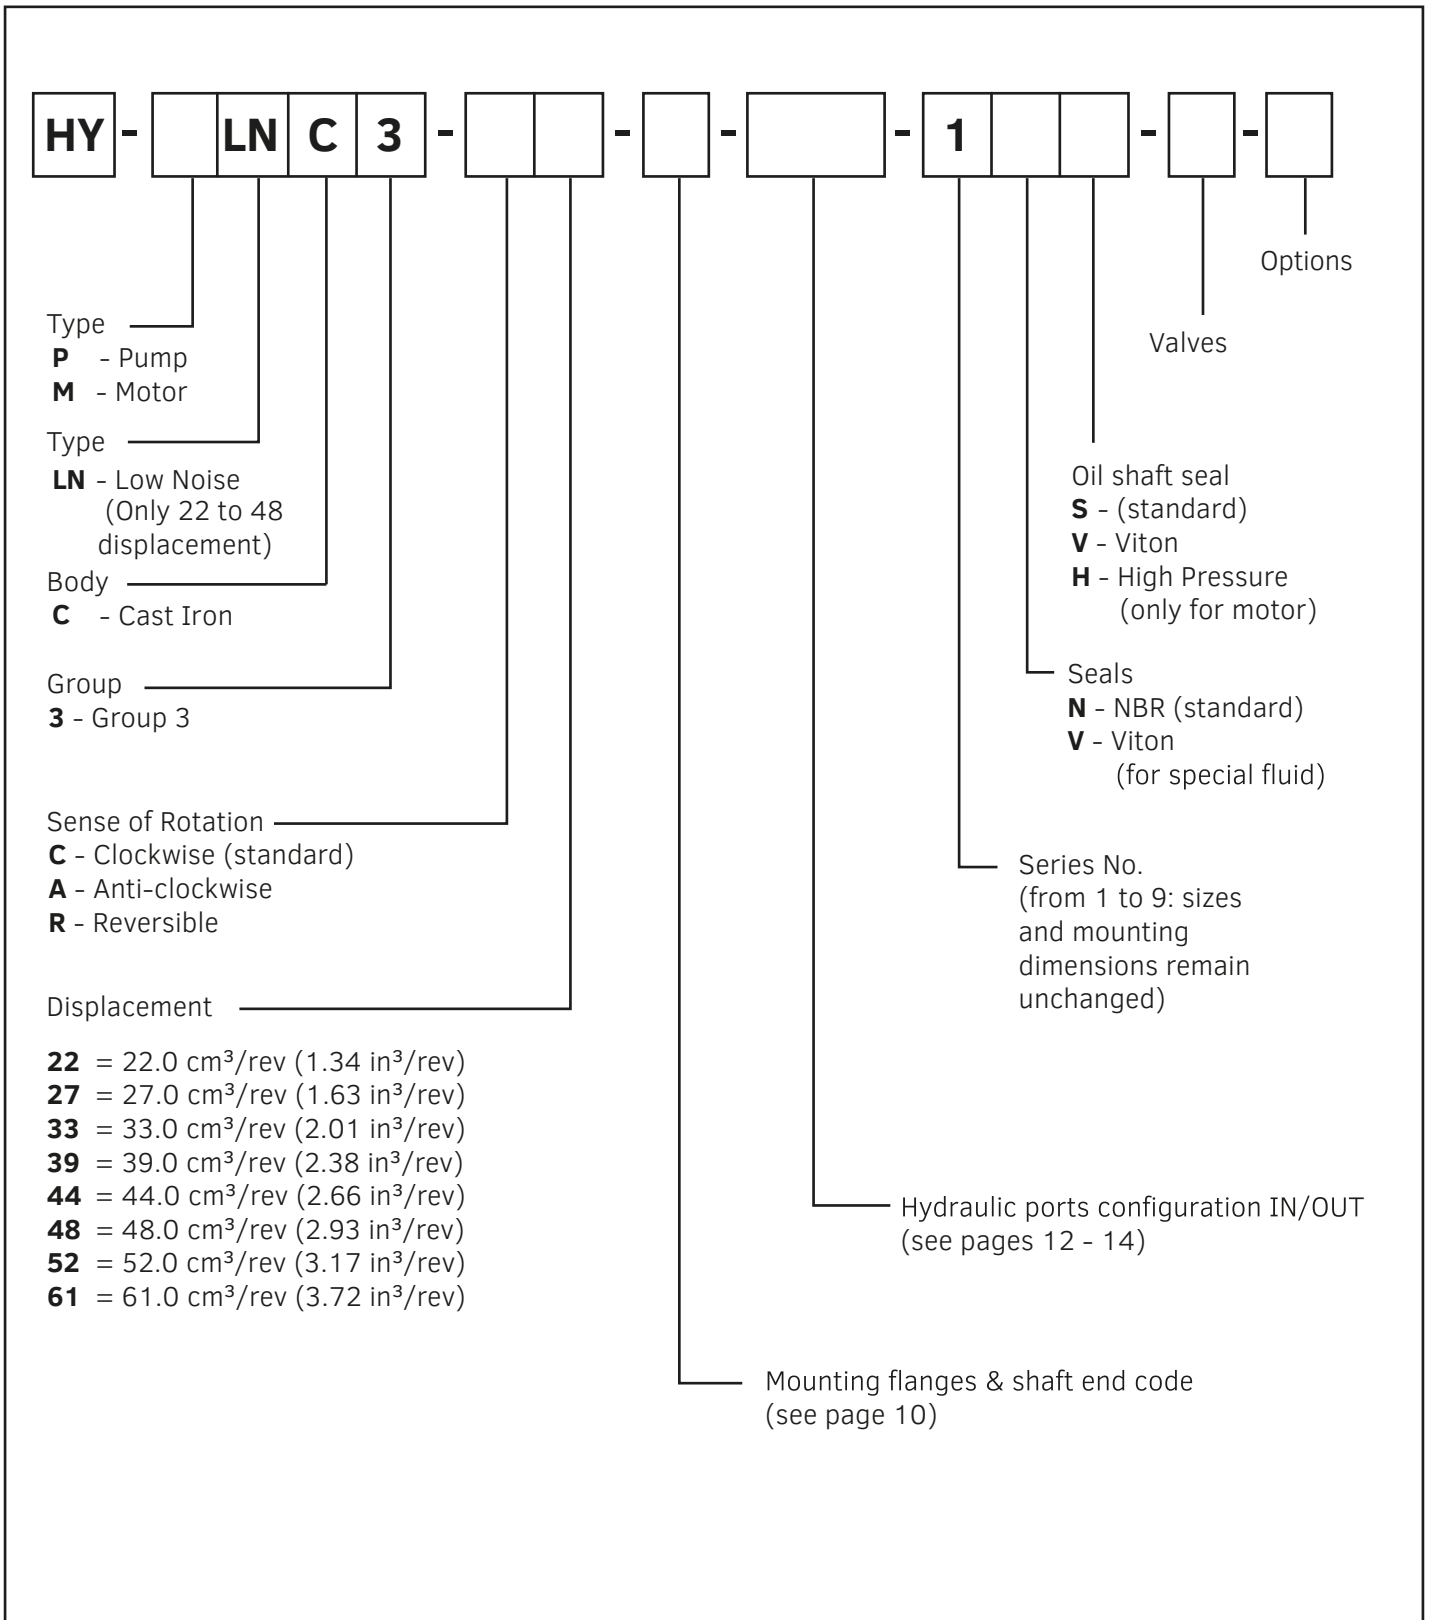 HY - LN C 3 - - - - 1 - -
Options
Valves
Type
P - Pump
M - Motor
Type
LN - Low Noise
(Only 22 to 48
displacement)
Body
C - Cast Iron
Group
3 - Group 3
Sense of Rotation
C - Clockwise (standard)
A - Anti-clockwise
R - Reversible
Displacement
22 = 22.0 cm³/rev (1.34 in³/rev)
27 = 27.0 cm³/rev (1.63 in³/rev)
33 = 33.0 cm³/rev (2.01 in³/rev)
39 = 39.0 cm³/rev (2.38 in³/rev)
44 = 44.0 cm³/rev (2.66 in³/rev)
48 = 48.0 cm³/rev (2.93 in³/rev)
52 = 52.0 cm³/rev (3.17 in³/rev)
61 = 61.0 cm³/rev (3.72 in³/rev)
Oil shaft seal
S - (standard)
V - Viton
H - High Pressure
(only for motor)
Seals
N - NBR (standard)
V - Viton
(for special fluid)
Series No.
(from 1 to 9: sizes
and mounting
dimensions remain
unchanged)
Hydraulic ports configuration IN/OUT
(see pages 12 - 14)
Mounting flanges & shaft end code
(see page 10)